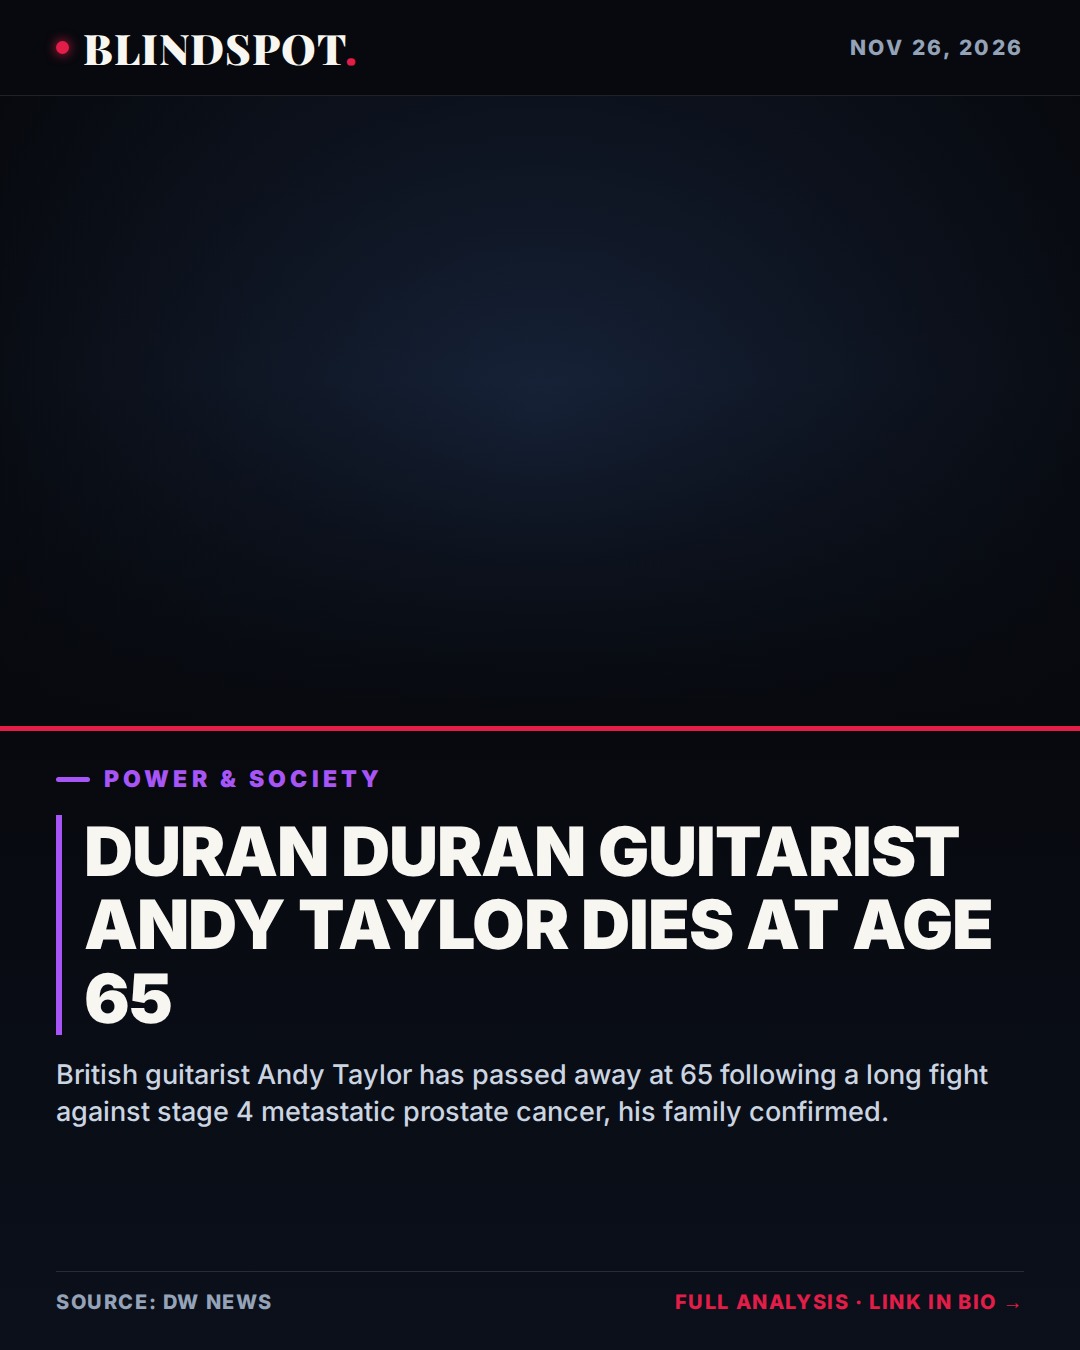 BLINDSPOT.
NOV 26, 2026
POWER & SOCIETY
DURAN DURAN GUITARIST
ANDY TAYLOR DIES AT AGE
65
British guitarist Andy Taylor has passed away at 65 following a long fight
against stage 4 metastatic prostate cancer, his family confirmed.
SOURCE: DW NEWS
FULL ANALYSIS · LINK IN BIO →